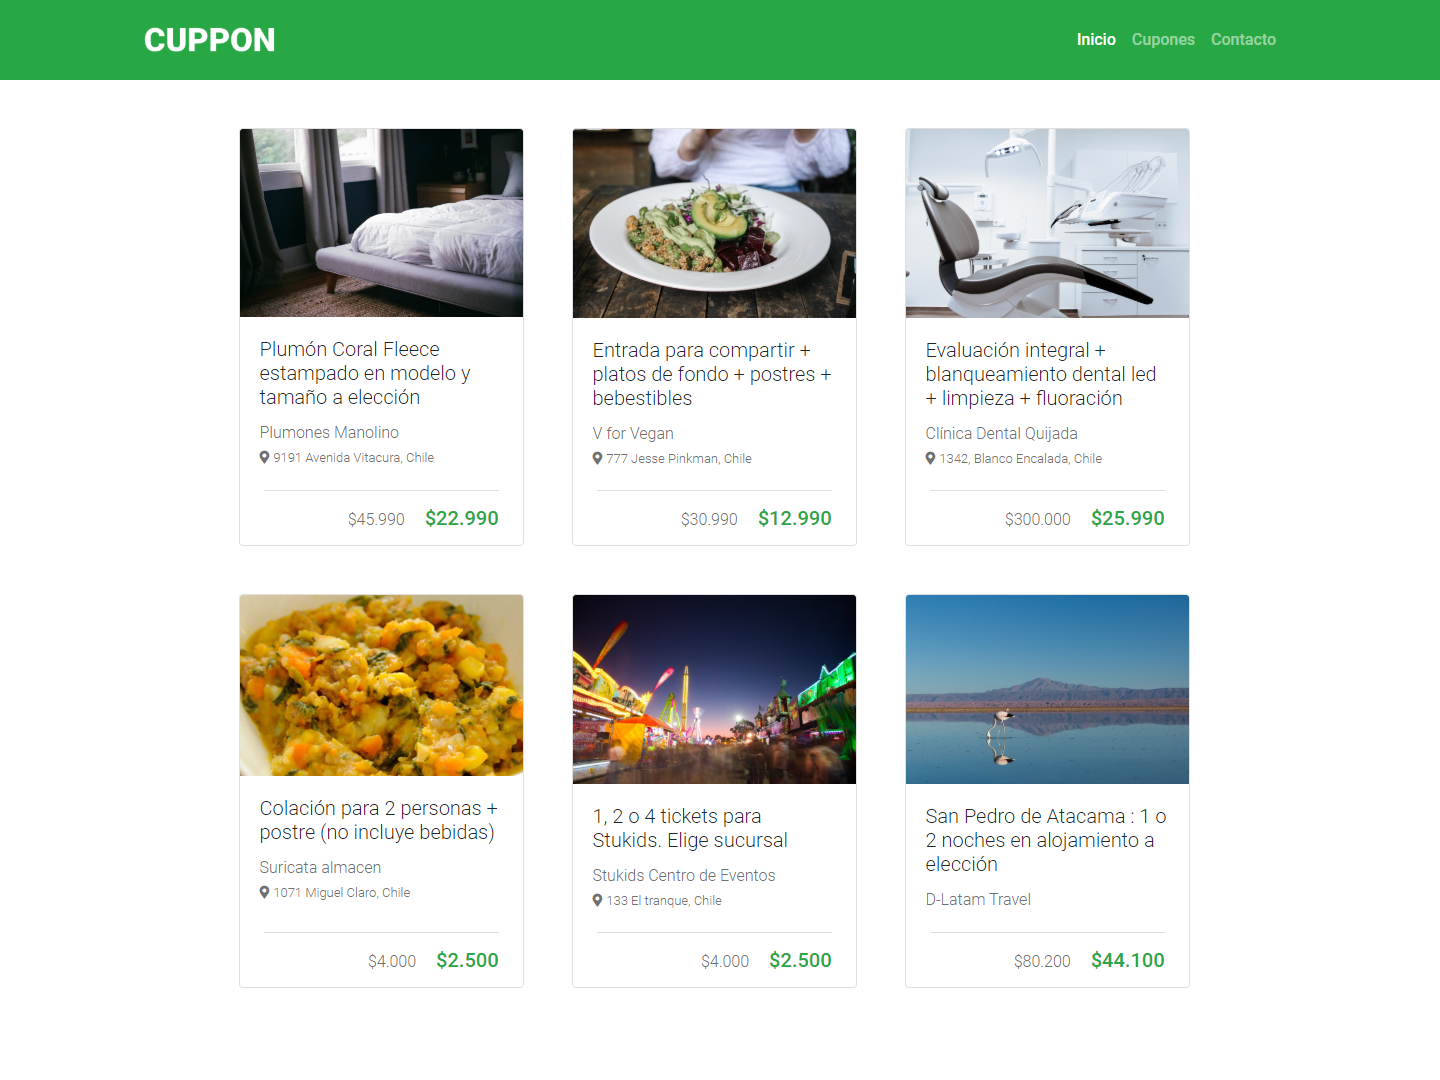 CUPPON
Inicio Cupones Contacto
Plumón Coral Fleece
estampado en modelo y
tamaño a elección
Plumones Manolino
9191 Avenida Vitacura, Chile
$45.990 $22.990
Entrada para compartir +
platos de fondo + postres +
bebestibles
V for Vegan
777 Jesse Pinkman, Chile
$30.990 $12.990
Evaluación integral +
blanqueamiento dental led
+ limpieza + fluoración
Clínica Dental Quijada
1342, Blanco Encalada, Chile
$300.000 $25.990
Colación para 2 personas +
postre (no incluye bebidas)
Suricata almacen
1071 Miguel Claro, Chile
$4.000 $2.500
1, 2 o 4 tickets para
Stukids. Elige sucursal
Stukids Centro de Eventos
133 El tranque, Chile
$4.000 $2.500
San Pedro de Atacama : 1 o
2 noches en alojamiento a
elección
D-Latam Travel
$80.200 $44.100